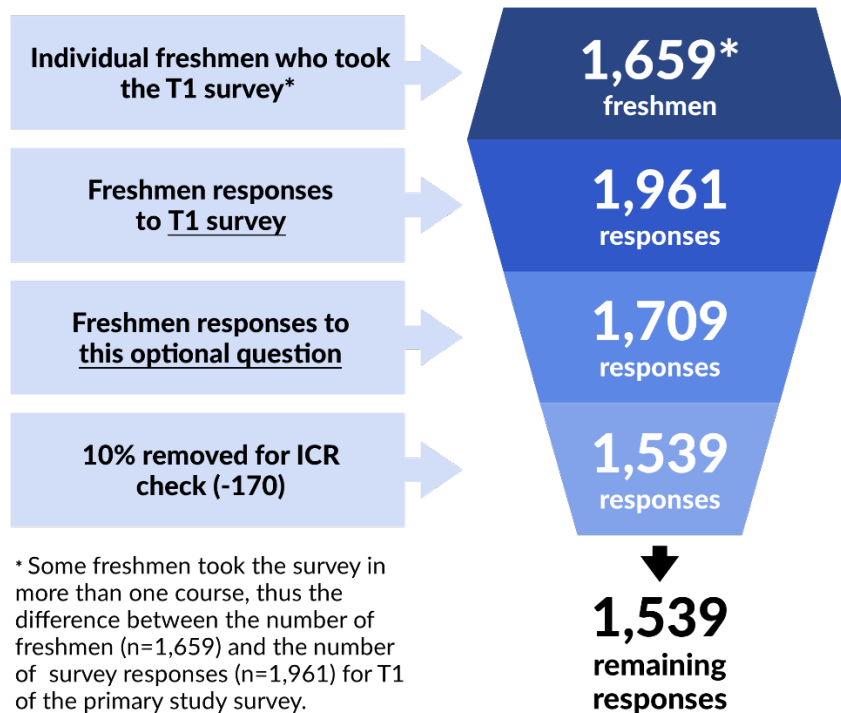 Individual freshmen who took
the T1 survey*
1,659*
freshmen
Freshmen responses
to T1 survey
1,961
responses
Freshmen responses to
this optional question
1,709
responses
10% removed for ICR
check (-170)
1,539
responses
* Some freshmen took the survey in
more than one course, thus the
difference between the number of
freshmen (n=1,659) and the number
of survey responses (n=1,961) for T1
of the primary study survey.
1,539
remaining
responses